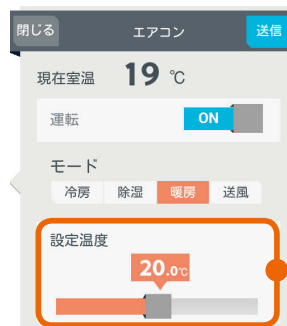 閉じる エアコン 送信
現在室温 19 ℃
運転 ON
モード
冷房 除湿 暖房 送風
設定温度
20.0℃